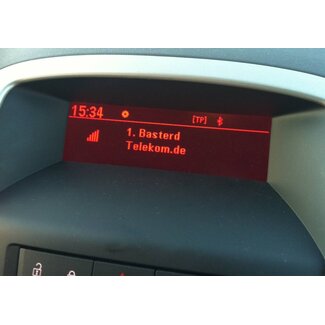 15:34 [TP]
1. Basterd
Telekom.de